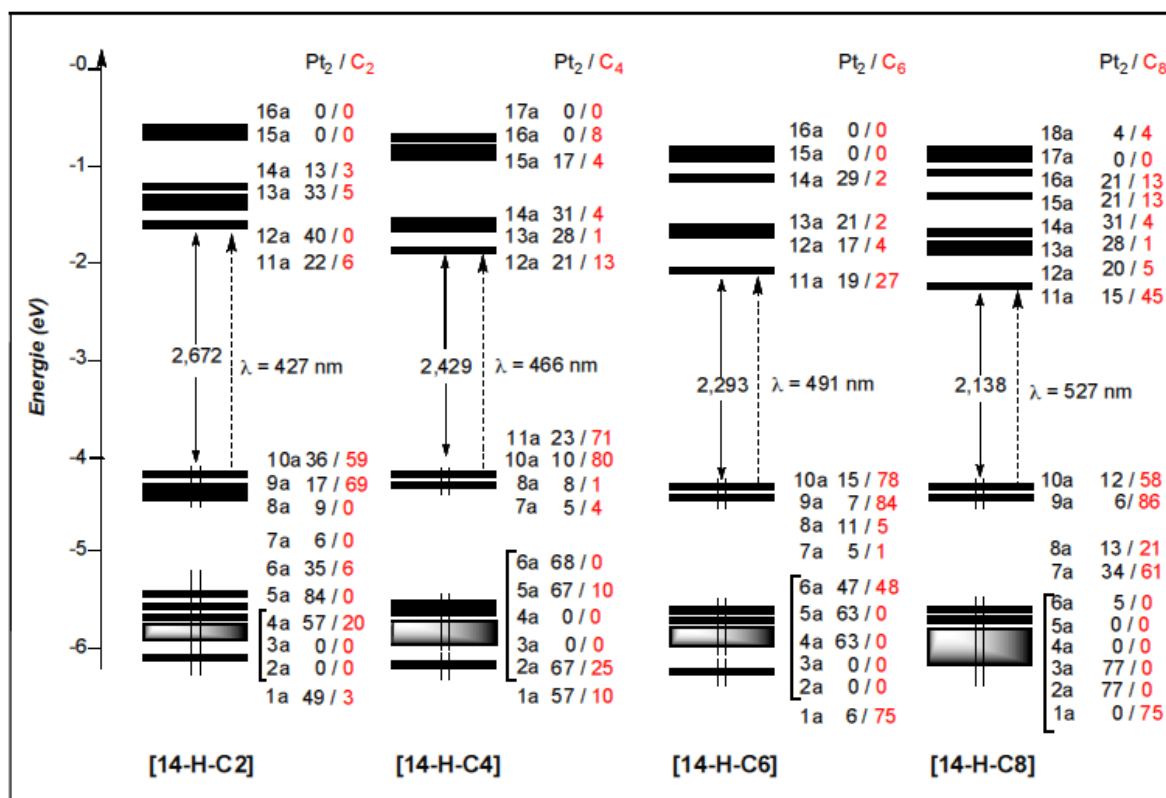 Pt2 / C2
Pt2 / C4
Pt2 / C6
Pt2 / C8
Energie (eV)
-0
-1
-2
-3
-4
-5
-6
16a 0 / 0
15a 0 / 0
14a 13 / 3
13a 33 / 5
12a 40 / 0
11a 22 / 6
2,672
λ = 427 nm
10a 36 / 59
9a 17 / 69
8a 9 / 0
7a 6 / 0
6a 35 / 6
5a 84 / 0
4a 57 / 20
3a 0 / 0
2a 0 / 0
1a 49 / 3
[14-H-C2]
17a 0 / 0
16a 0 / 8
15a 17 / 4
14a 31 / 4
13a 28 / 1
12a 21 / 13
2,429
λ = 466 nm
11a 23 / 71
10a 10 / 80
8a 8 / 1
7a 5 / 4
6a 68 / 0
5a 67 / 10
4a 0 / 0
3a 0 / 0
2a 67 / 25
1a 57 / 10
[14-H-C4]
16a 0 / 0
15a 0 / 0
14a 29 / 2
13a 21 / 2
12a 17 / 4
11a 19 / 27
2,293
λ = 491 nm
10a 15 / 78
9a 7 / 84
8a 11 / 5
7a 5 / 1
6a 47 / 48
5a 63 / 0
4a 63 / 0
3a 0 / 0
2a 0 / 0
1a 6 / 75
[14-H-C6]
18a 4 / 4
17a 0 / 0
16a 21 / 13
15a 21 / 13
14a 31 / 4
13a 28 / 1
12a 20 / 5
11a 15 / 45
2,138
λ = 527 nm
10a 12 / 58
9a 6 / 86
8a 13 / 21
7a 34 / 61
6a 5 / 0
5a 0 / 0
4a 0 / 0
3a 77 / 0
2a 77 / 0
1a 0 / 75
[14-H-C8]